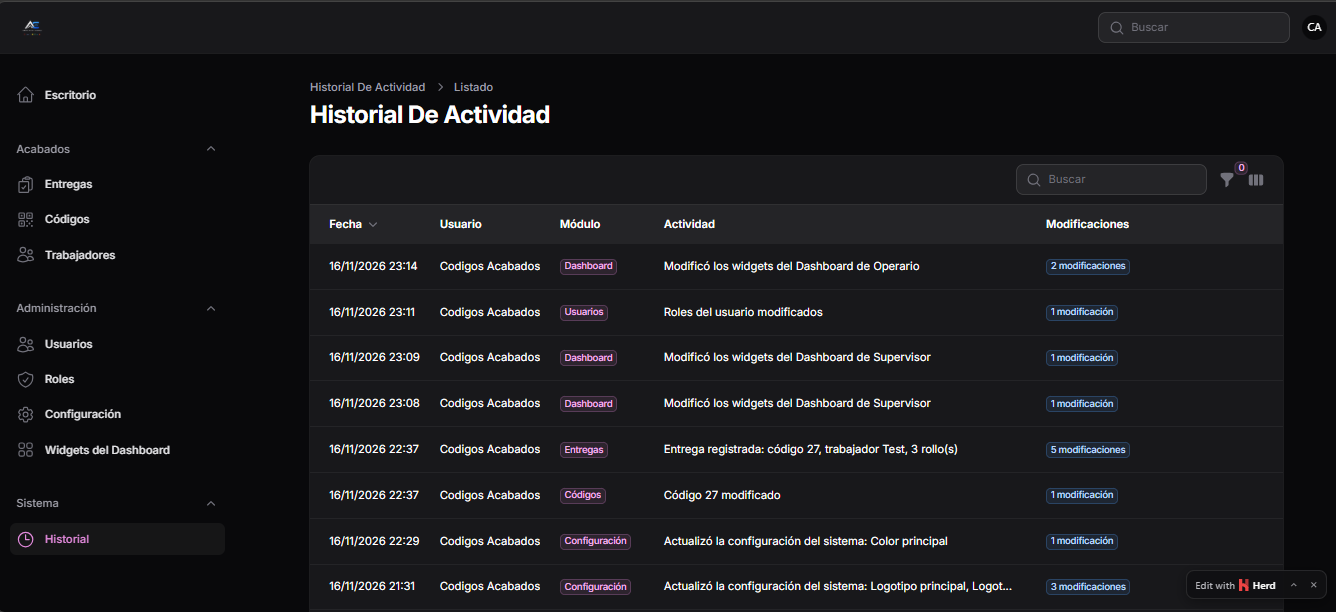 Buscar
CA
Escritorio
Acabados
Entregas
Códigos
Trabajadores
Administración
Usuarios
Roles
Configuración
Widgets del Dashboard
Sistema
Historial
Historial De Actividad > Listado
Historial De Actividad
Buscar
0
Fecha Usuario Módulo Actividad Modificaciones
16/11/2026 23:14 Codigos Acabados Dashboard Modificó los widgets del Dashboard de Operario 2 modificaciones
16/11/2026 23:11 Codigos Acabados Usuarios Roles del usuario modificados 1 modificación
16/11/2026 23:09 Codigos Acabados Dashboard Modificó los widgets del Dashboard de Supervisor 1 modificación
16/11/2026 23:08 Codigos Acabados Dashboard Modificó los widgets del Dashboard de Supervisor 1 modificación
16/11/2026 22:37 Codigos Acabados Entregas Entrega registrada: código 27, trabajador Test, 3 rollo(s) 5 modificaciones
16/11/2026 22:37 Codigos Acabados Códigos Código 27 modificado 1 modificación
16/11/2026 22:29 Codigos Acabados Configuración Actualizó la configuración del sistema: Color principal 1 modificación
16/11/2026 21:31 Codigos Acabados Configuración Actualizó la configuración del sistema: Logotipo principal, Logot... 3 modificaciones
Edit with Herd